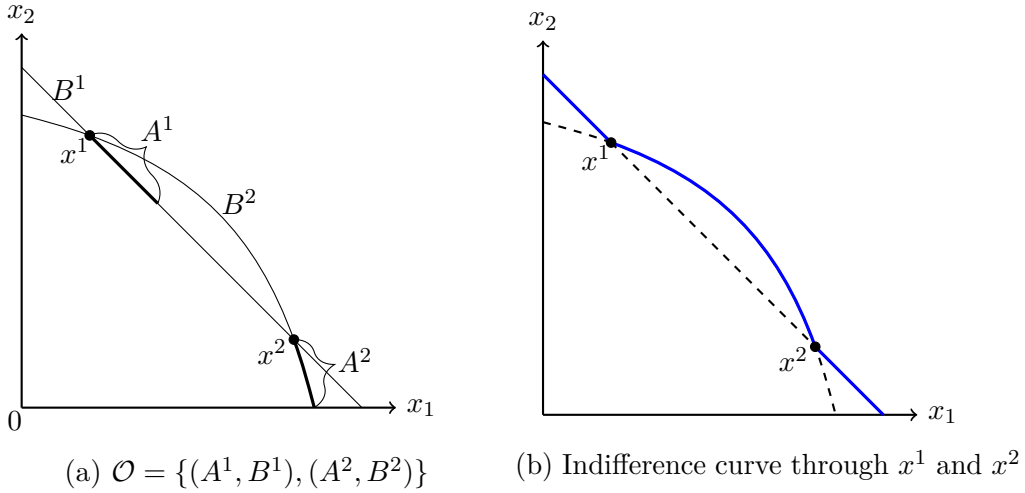 x₂
B¹
A¹
x¹
B²
x²
A²
0
x₁
(a) 𝒪 = {(A¹, B¹), (A², B²)}
x₂
x¹
x²
x₁
(b) Indifference curve through x¹ and x²